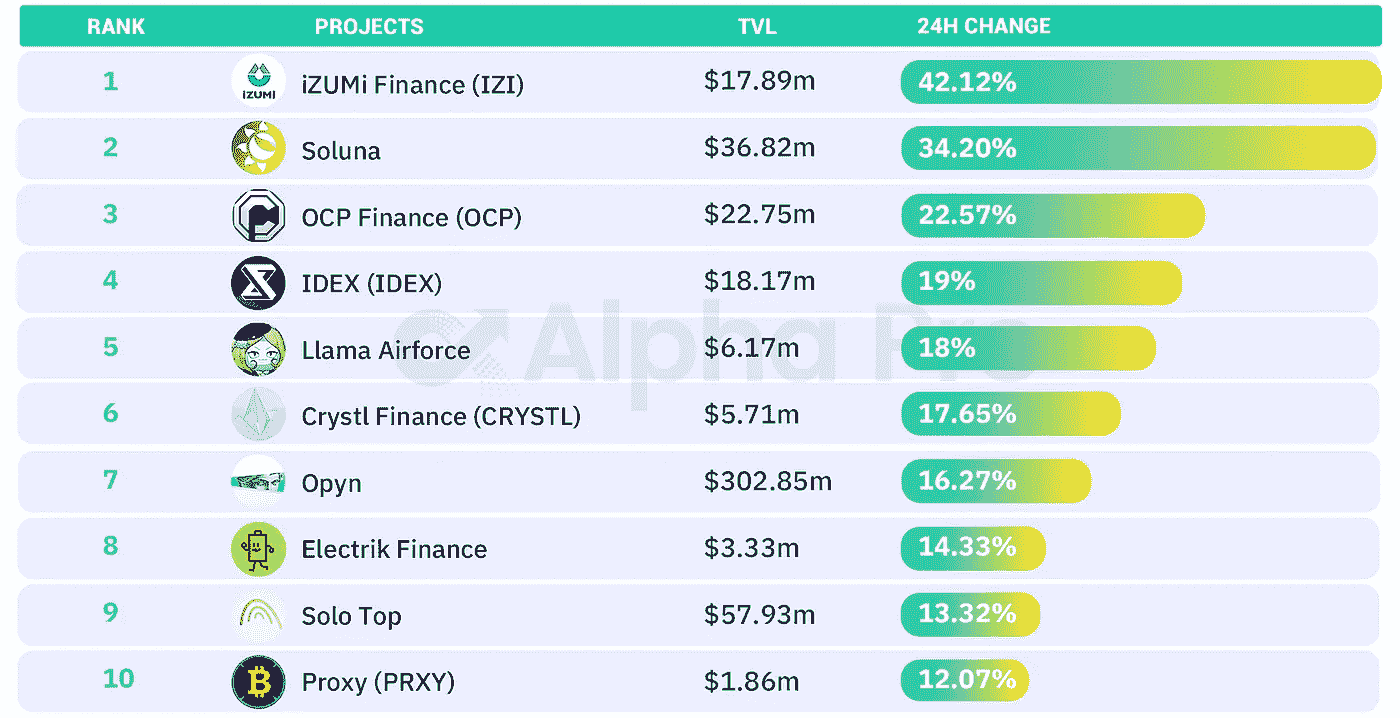 RANK PROJECTS TVL 24H CHANGE
1 iZUMi iZUMi Finance (IZI) $17.89m 42.12%
2 Soluna $36.82m 34.20%
3 OCP Finance (OCP) $22.75m 22.57%
4 IDEX (IDEX) $18.17m 19%
5 Llama Airforce $6.17m 18%
6 Crystl Finance (CRYSTL) $5.71m 17.65%
7 Opyn $302.85m 16.27%
8 Electrik Finance $3.33m 14.33%
9 Solo Top $57.93m 13.32%
10 Proxy (PRXY) $1.86m 12.07%
Alpha Pro